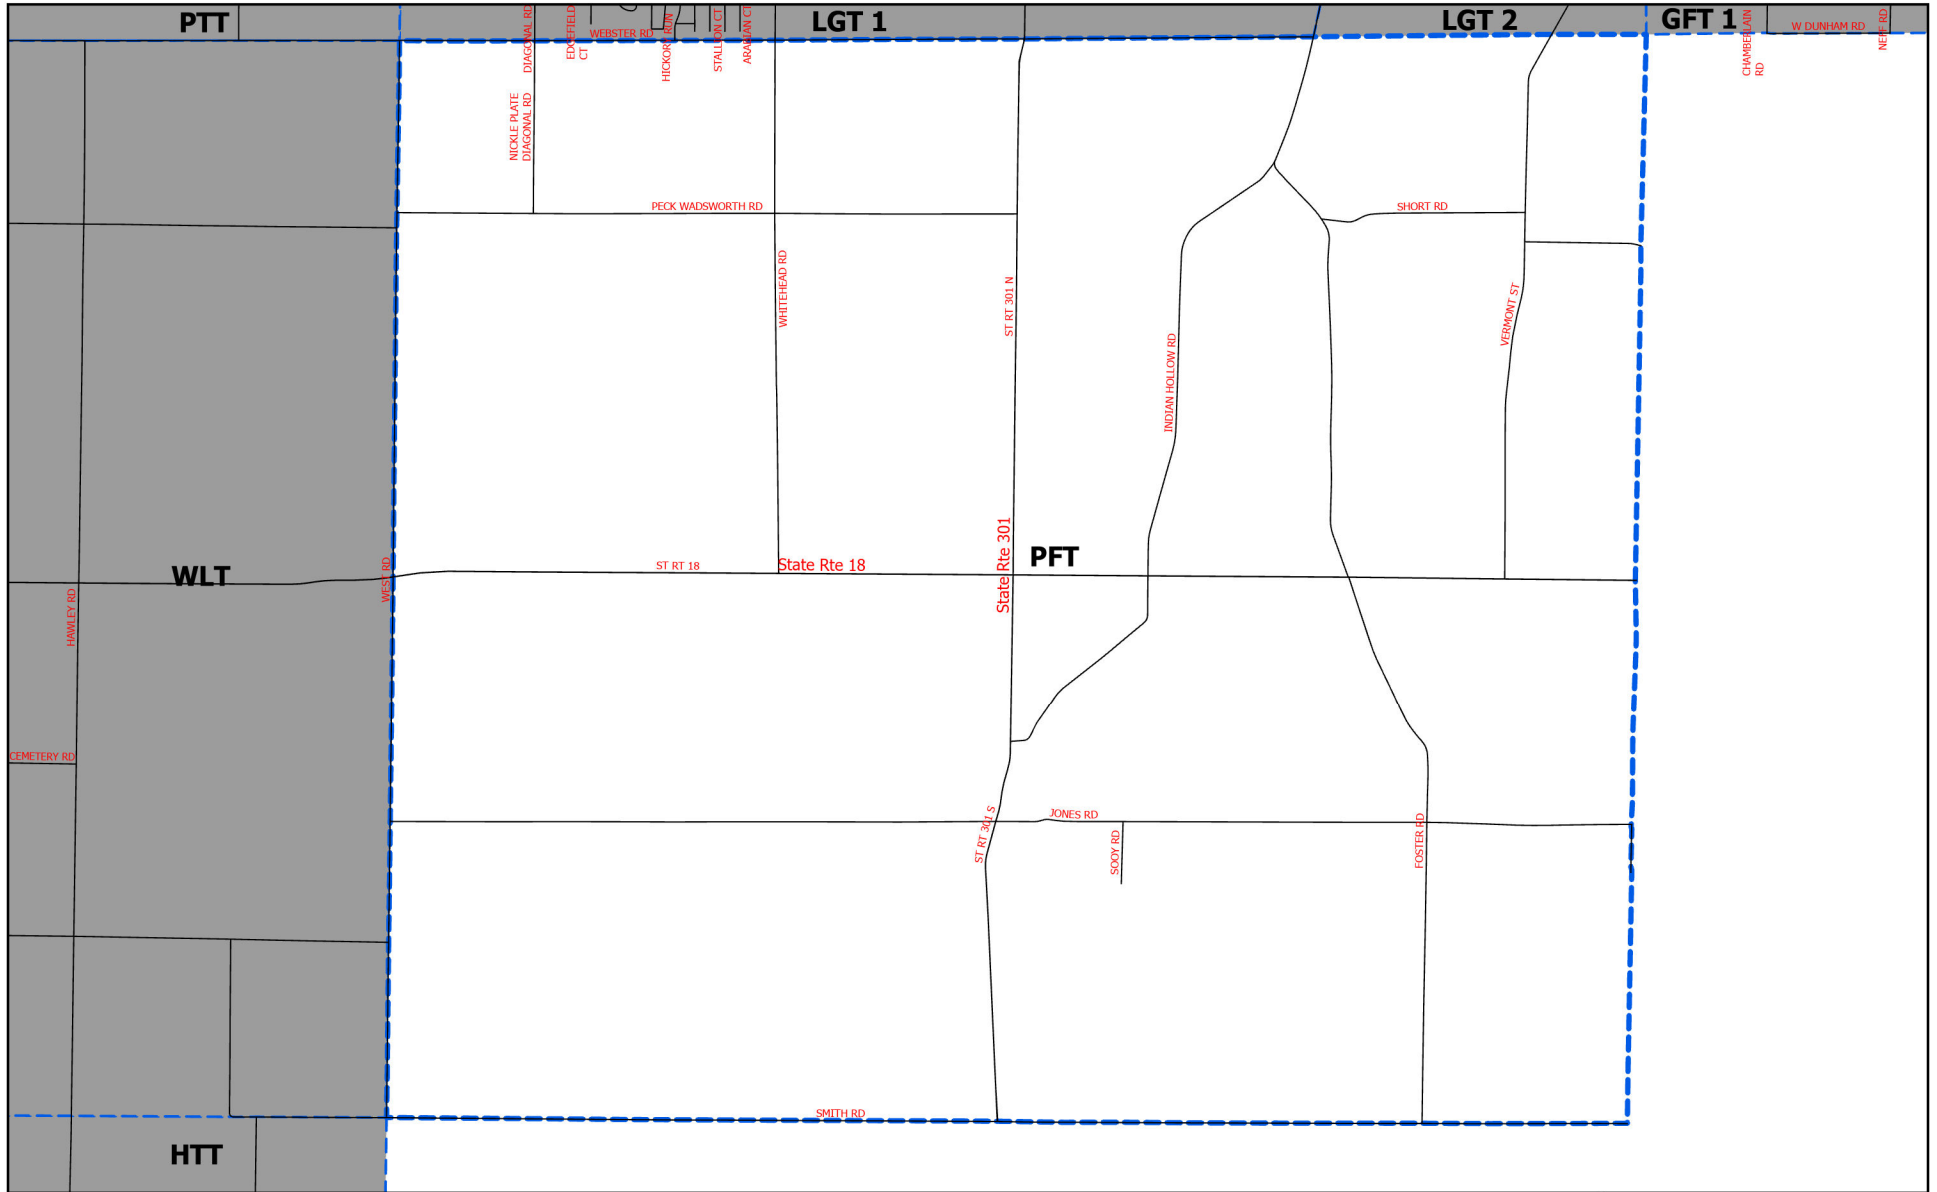 PTT
LGT 1
LGT 2
GFT 1
DIAGONAL RD
EDGEFIELD
CT
WEBSTER RD
HICKORY RUN
STALLION CT
ARABIAN CT
CHAMBERLAIN
RD
W DUNHAM RD
NEFF RD
NICKLE PLATE
DIAGONAL RD
PECK WADSWORTH RD
SHORT RD
WHITEHEAD RD
ST RT 301 N
INDIAN HOLLOW RD
VERMONT ST
WLT
HAWLEY RD
WEST RD
ST RT 18
State Rte 18
State Rte 301
PFT
CEMETERY RD
ST RT 301 S
JONES RD
SOOY RD
FOSTER RD
SMITH RD
HTT